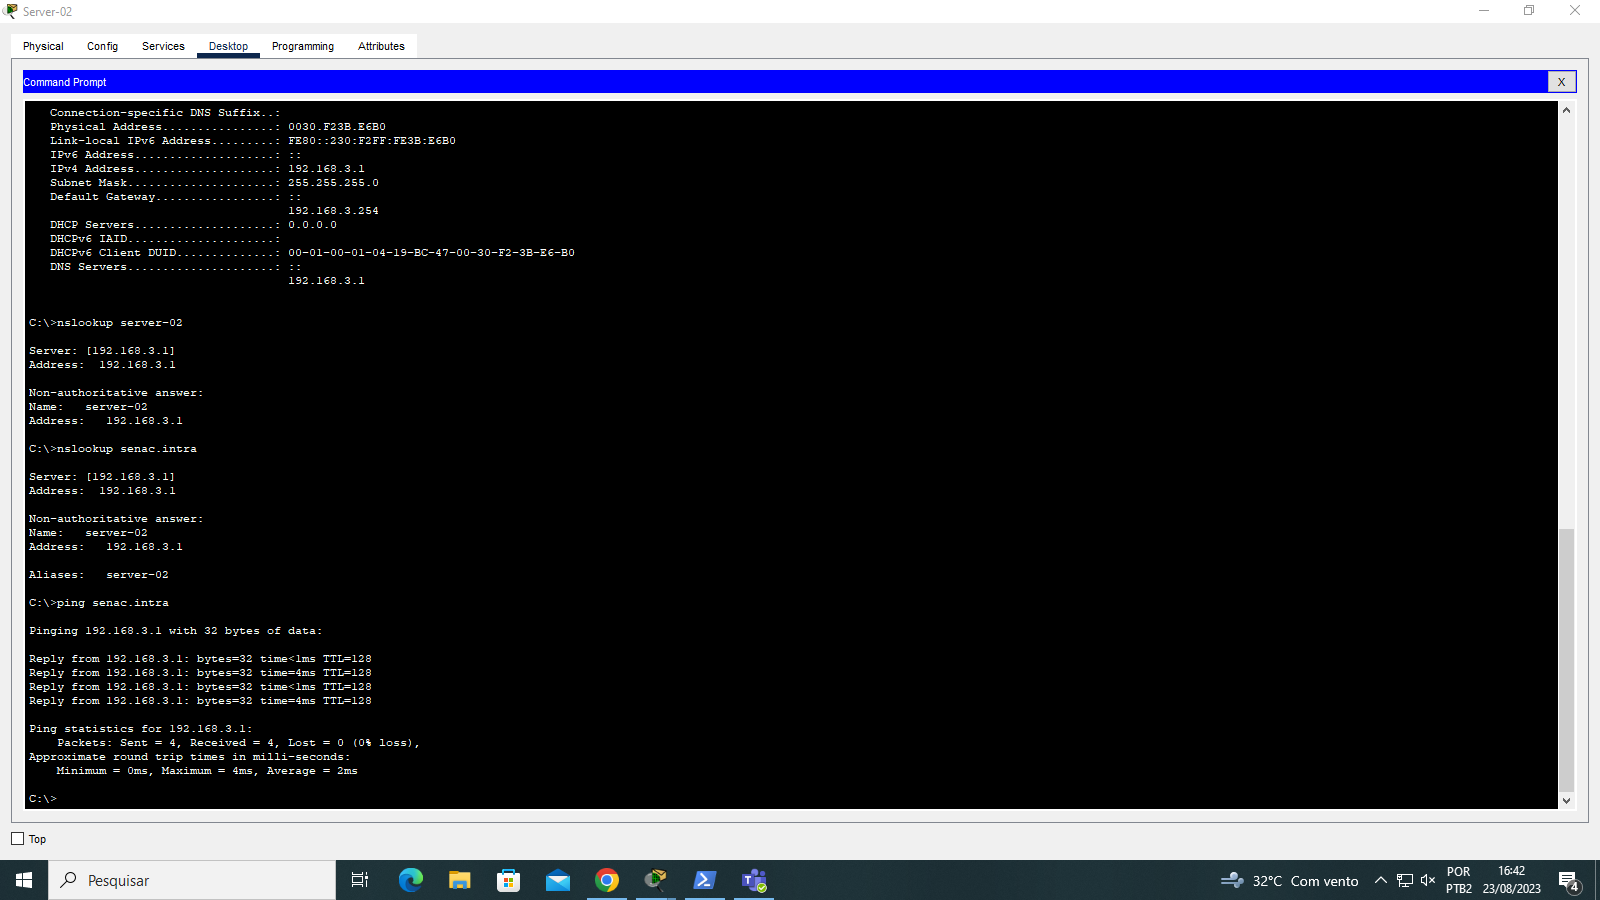 Server-02
Physical Config Services Desktop Programming Attributes
Command Prompt
X
Connection-specific DNS Suffix..:
Physical Address................: 0030.F23B.E6B0
Link-local IPv6 Address.........: FE80::230:F2FF:FE3B:E6B0
IPv6 Address....................: ::
IPv4 Address....................: 192.168.3.1
Subnet Mask.....................: 255.255.255.0
Default Gateway.................: ::
192.168.3.254
DHCP Servers....................: 0.0.0.0
DHCPv6 IAID.....................:
DHCPv6 Client DUID..............: 00-01-00-01-04-19-BC-47-00-30-F2-3B-E6-B0
DNS Servers.....................: ::
192.168.3.1
C:\>nslookup server-02
Server: [192.168.3.1]
Address:  192.168.3.1
Non-authoritative answer:
Name:   server-02
Address:   192.168.3.1
C:\>nslookup senac.intra
Server: [192.168.3.1]
Address:  192.168.3.1
Non-authoritative answer:
Name:   server-02
Address:   192.168.3.1
Aliases:   server-02
C:\>ping senac.intra
Pinging 192.168.3.1 with 32 bytes of data:
Reply from 192.168.3.1: bytes=32 time<1ms TTL=128
Reply from 192.168.3.1: bytes=32 time=4ms TTL=128
Reply from 192.168.3.1: bytes=32 time<1ms TTL=128
Reply from 192.168.3.1: bytes=32 time=4ms TTL=128
Ping statistics for 192.168.3.1:
Packets: Sent = 4, Received = 4, Lost = 0 (0% loss),
Approximate round trip times in milli-seconds:
Minimum = 0ms, Maximum = 4ms, Average = 2ms
C:\>
Top
Pesquisar
32°C Com vento
POR
PTB2
16:42
23/08/2023
4